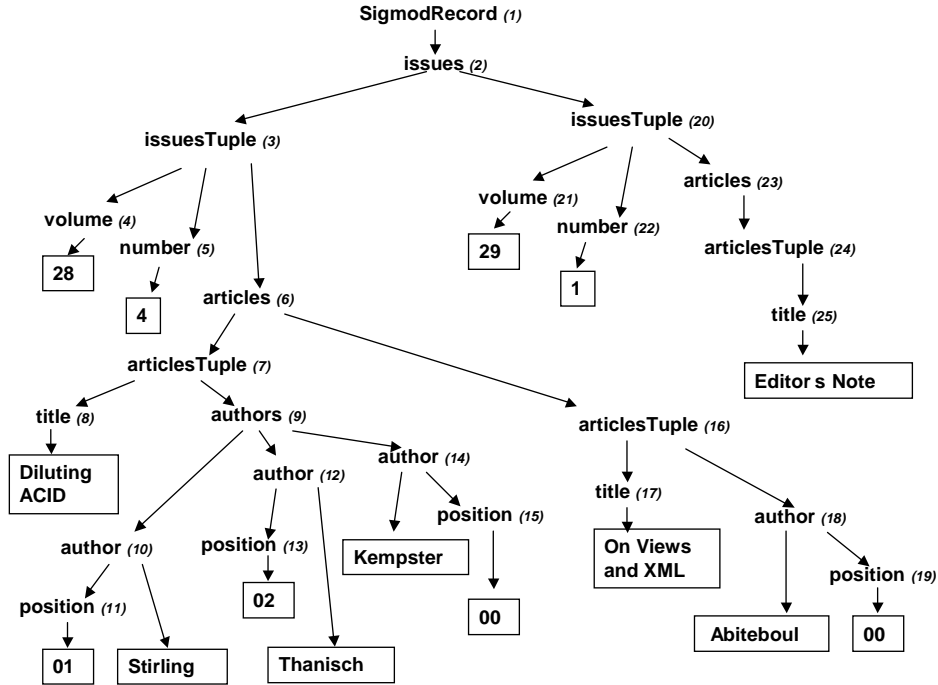 SigmodRecord (1)
issues (2)
issuesTuple (3)
issuesTuple (20)
volume (4)
number (5)
28
4
articles (6)
volume (21)
number (22)
29
1
articles (23)
articlesTuple (24)
title (25)
Editor s Note
articlesTuple (7)
title (8)
Diluting
ACID
authors (9)
author (10)
position (11)
01
Stirling
author (12)
position (13)
02
Thanisch
author (14)
Kempster
position (15)
00
articlesTuple (16)
title (17)
On Views
and XML
author (18)
Abiteboul
position (19)
00